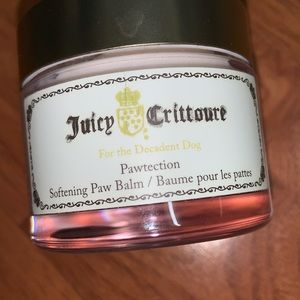 Juicy Crittoure
For the Decadent Dog
Pawtection
Softening Paw Balm / Baume pour les pattes